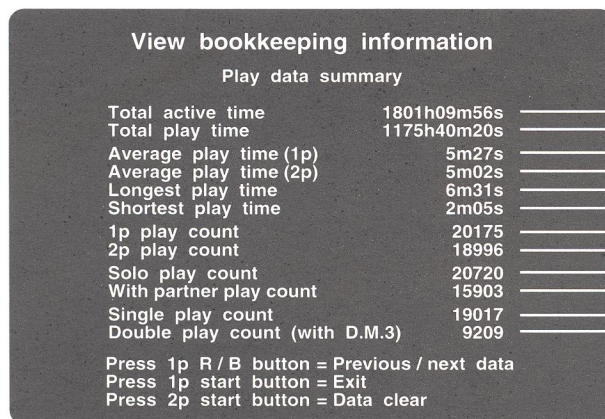 View bookkeeping information
Play data summary
Total active time 1801h09m56s
Total play time 1175h40m20s
Average play time (1p) 5m27s
Average play time (2p) 5m02s
Longest play time 6m31s
Shortest play time 2m05s
1p play count 20175
2p play count 18996
Solo play count 20720
With partner play count 15903
Single play count 19017
Double play count (with D.M.3) 9209
Press 1p R / B button = Previous / next data
Press 1p start button = Exit
Press 2p start button = Data clear